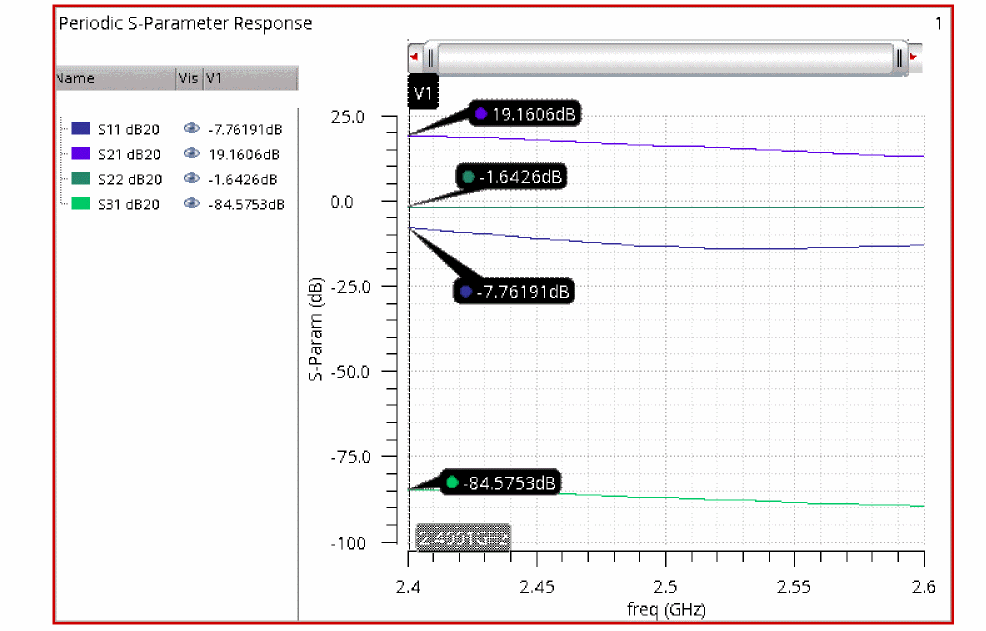 Periodic S-Parameter Response 1
Name Vis V1
S11 dB20 -7.76191dB
S21 dB20 19.1606dB
S22 dB20 -1.6426dB
S31 dB20 -84.5753dB
V1
19.1606dB
-1.6426dB
-7.76191dB
-84.5753dB
25.0
0.0
-25.0
-50.0
-75.0
-100
S-Param (dB)
2.4 2.45 2.5 2.55 2.6
freq (GHz)